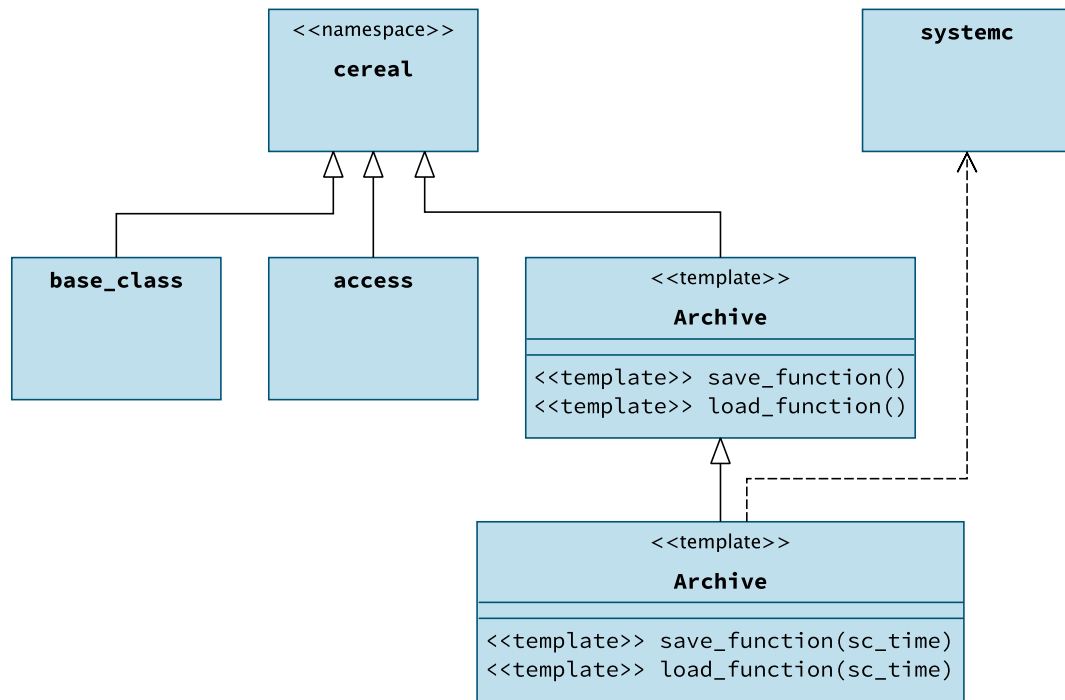 <<namespace>>
cereal
systemc
base_class
access
<<template>>
Archive
<<template>> save_function()
<<template>> load_function()
<<template>>
Archive
<<template>> save_function(sc_time)
<<template>> load_function(sc_time)